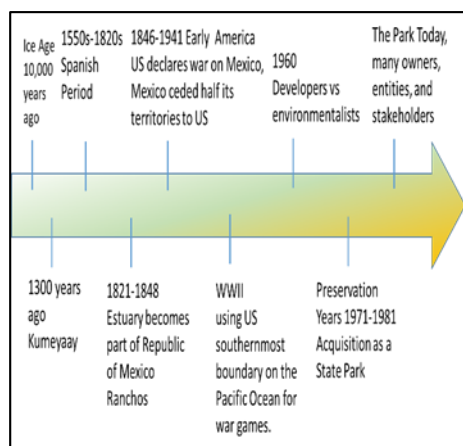 Ice Age
10,000
years
ago
1550s-1820s
Spanish
Period
1846-1941 Early America
US declares war on Mexico,
Mexico ceded half its
territories to US
1960
Developers vs
environmentalists
The Park Today,
many owners,
entities, and
stakeholders
1300 years
ago
Kumeyaay
1821-1848
Estuary becomes
part of Republic
of Mexico
Ranchos
WWII
using US
southernmost
boundary on the
Pacific Ocean for
war games.
Preservation
Years 1971-1981
Acquisition as a
State Park